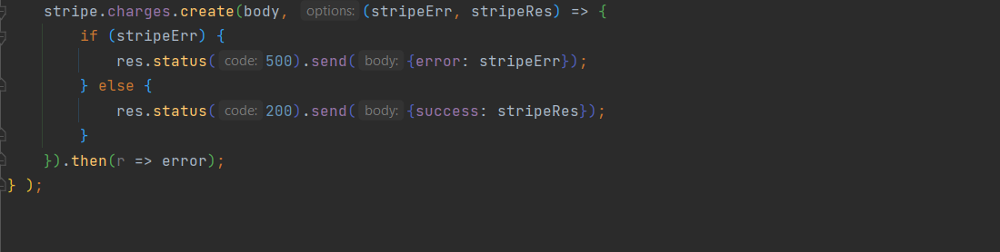 stripe.charges.create(body, options: (stripeErr, stripeRes) => {
if (stripeErr) {
res.status( code: 500).send( body: {error: stripeErr});
} else {
res.status( code: 200).send( body: {success: stripeRes});
}
}).then(r => error);
} );